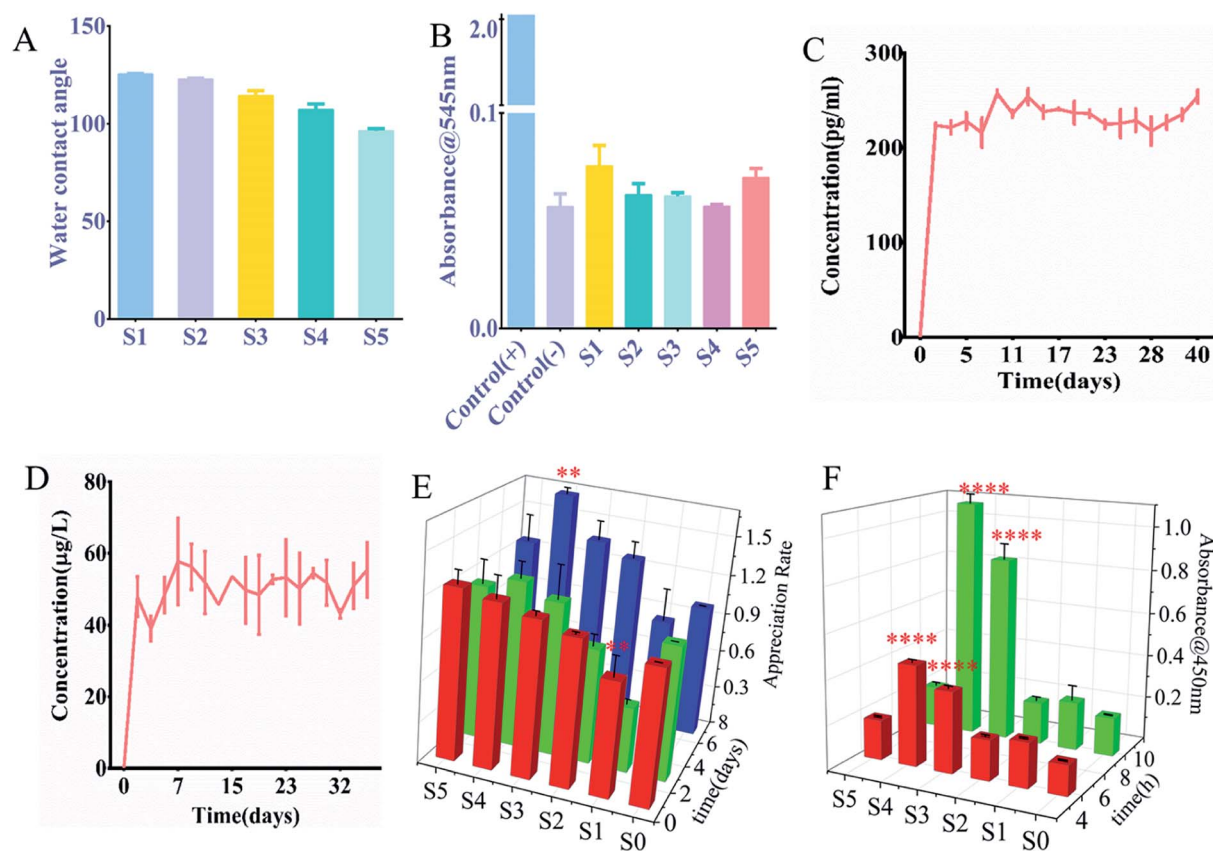 A
Water contact angle
150
100
50
0
S1 S2 S3 S4 S5
B
Absorbance@545nm
2.0
0.1
0.0
Control(+) Control(-) S1 S2 S3 S4 S5
C
Concentration(pg/ml)
300
200
100
0
0 5 11 17 23 28 40
Time(days)
D
Concentration(µg/L)
80
60
40
20
0
0 7 15 23 32
Time(days)
E
**
**
Appreciation Rate
1.5
1.2
0.9
0.6
0.3
8
6
4
2
0
time(days)
S5 S4 S3 S2 S1 S0
F
****
****
****
****
Absorbance@450nm
1.0
0.8
0.6
0.4
0.2
10
8
6
4
time(h)
S5 S4 S3 S2 S1 S0